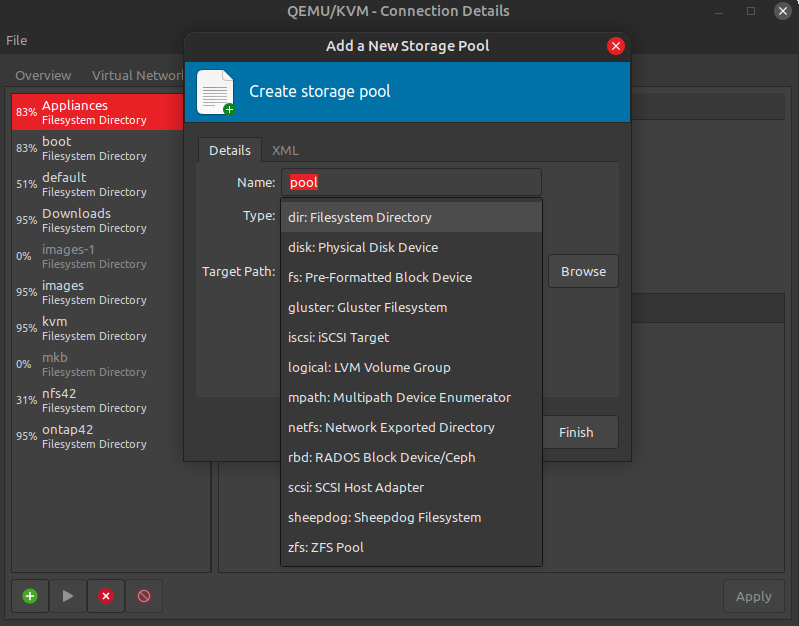 QEMU/KVM - Connection Details
File
Add a New Storage Pool
Overview
Virtual Networ
Create storage pool
83%
Appliances
Filesystem Directory
83%
boot
Filesystem Directory
51%
default
Filesystem Directory
95%
Downloads
Filesystem Directory
0%
images-1
Filesystem Directory
95%
images
Filesystem Directory
95%
kvm
Filesystem Directory
0%
mkb
Filesystem Directory
31%
nfs42
Filesystem Directory
95%
ontap42
Filesystem Directory
Details
XML
Name:
pool
Type:
dir: Filesystem Directory
disk: Physical Disk Device
fs: Pre-Formatted Block Device
gluster: Gluster Filesystem
iscsi: iSCSI Target
logical: LVM Volume Group
mpath: Multipath Device Enumerator
netfs: Network Exported Directory
rbd: RADOS Block Device/Ceph
scsi: SCSI Host Adapter
sheepdog: Sheepdog Filesystem
zfs: ZFS Pool
Target Path:
Browse
Finish
Apply